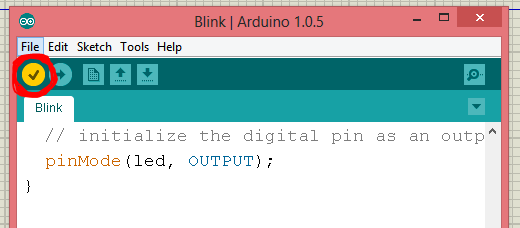 Blink | Arduino 1.0.5
File Edit Sketch Tools Help
Blink
// initialize the digital pin as an outp
pinMode(led, OUTPUT);
}